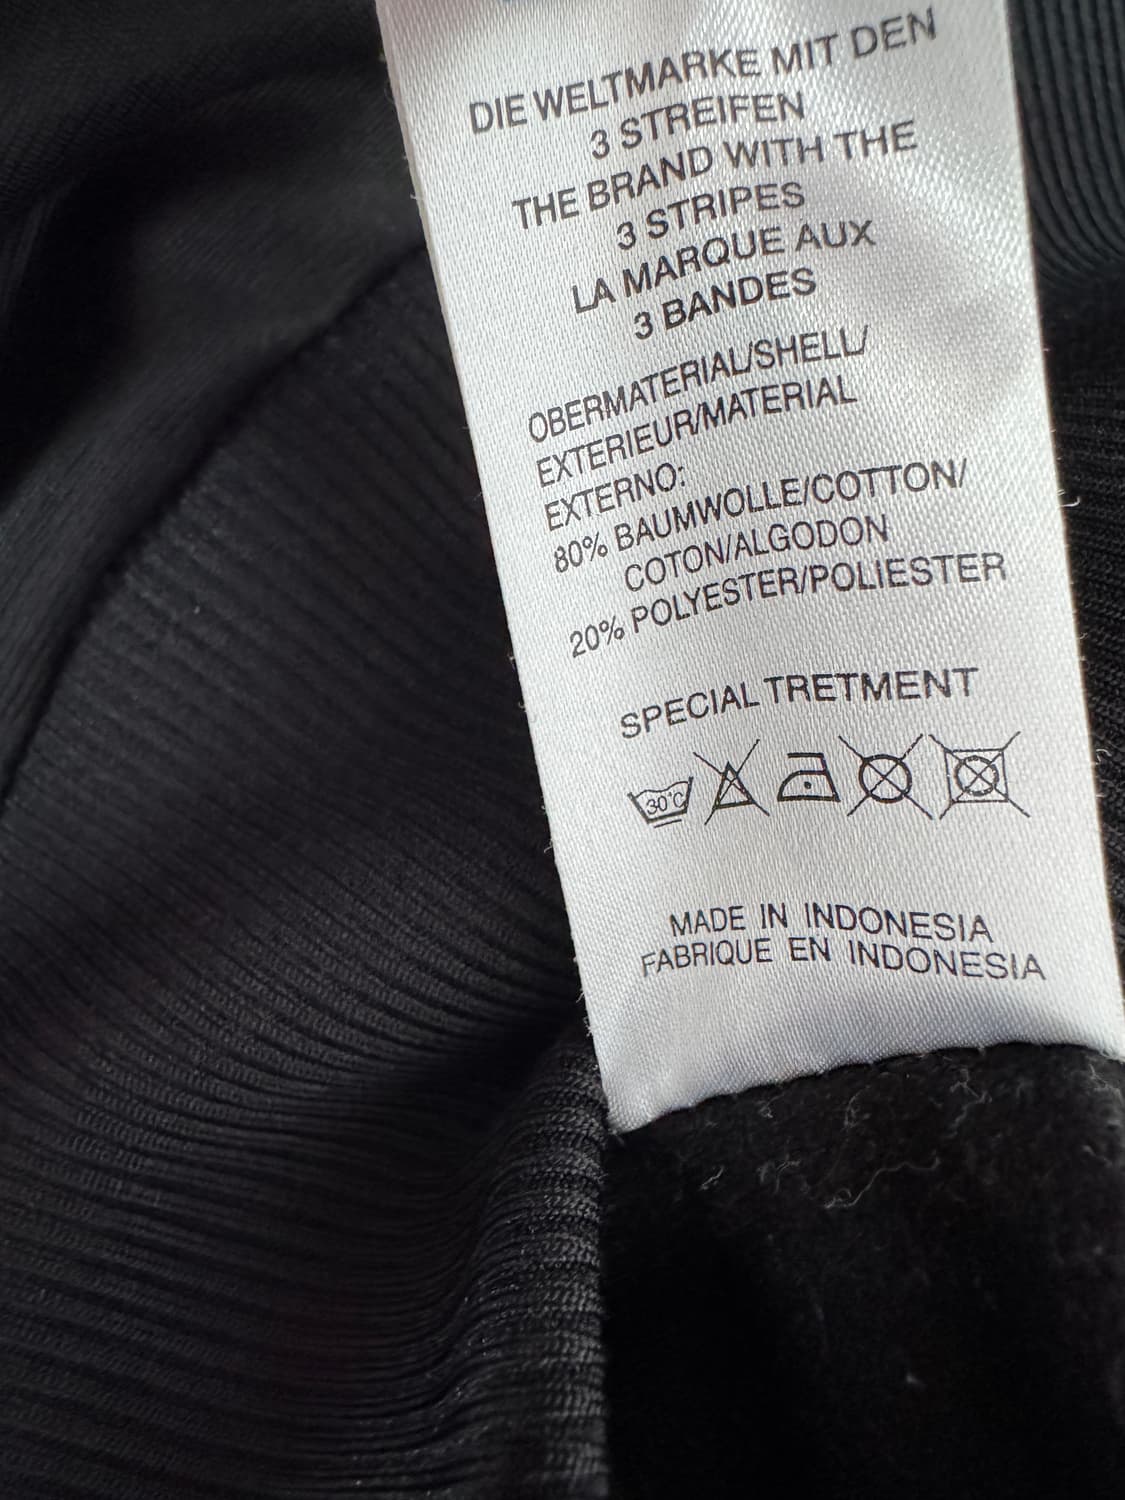 DIE WELTMARKE MIT DEN
3 STREIFEN
THE BRAND WITH THE
3 STRIPES
LA MARQUE AUX
3 BANDES
OBERMATERIAL/SHELL/
EXTERIEUR/MATERIAL
EXTERNO:
80% BAUMWOLLE/COTTON/
COTON/ALGODON
20% POLYESTER/POLIESTER
SPECIAL TRETMENT
30°C
MADE IN INDONESIA
FABRIQUE EN INDONESIA